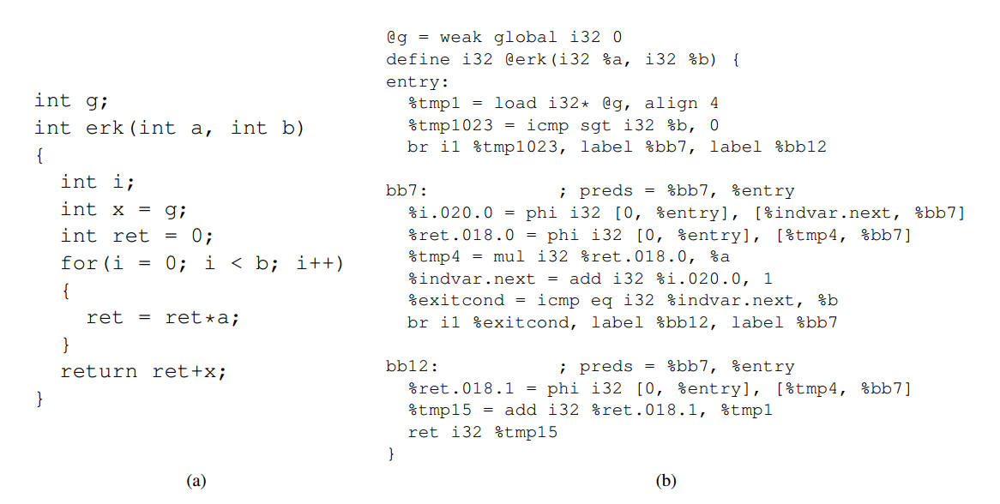 int g;
int erk(int a, int b)
{
  int i;
  int x = g;
  int ret = 0;
  for(i = 0; i < b; i++)
  {
    ret = ret*a;
  }
  return ret+x;
}
(a)
@g = weak global i32 0
define i32 @erk(i32 %a, i32 %b) {
entry:
  %tmp1 = load i32* @g, align 4
  %tmp1023 = icmp sgt i32 %b, 0
  br i1 %tmp1023, label %bb7, label %bb12
bb7:            ; preds = %bb7, %entry
  %i.020.0 = phi i32 [0, %entry], [%indvar.next, %bb7]
  %ret.018.0 = phi i32 [0, %entry], [%tmp4, %bb7]
  %tmp4 = mul i32 %ret.018.0, %a
  %indvar.next = add i32 %i.020.0, 1
  %exitcond = icmp eq i32 %indvar.next, %b
  br i1 %exitcond, label %bb12, label %bb7
bb12:           ; preds = %bb7, %entry
  %ret.018.1 = phi i32 [0, %entry], [%tmp4, %bb7]
  %tmp15 = add i32 %ret.018.1, %tmp1
  ret i32 %tmp15
}
(b)